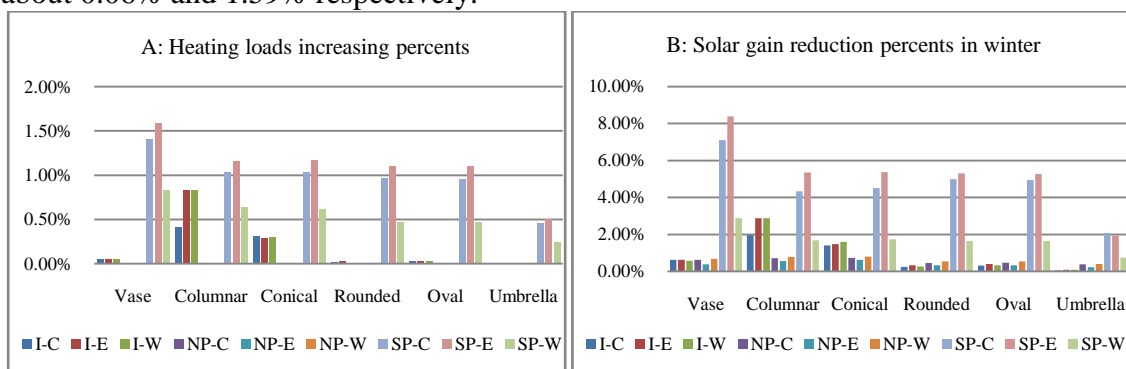 about 0.06% and 1.59% respectively.
A: Heating loads increasing percents
2.00%
1.50%
1.00%
0.50%
0.00%
Vase Columnar Conical Rounded Oval Umbrella
I-C I-E I-W NP-C NP-E NP-W SP-C SP-E SP-W
B: Solar gain reduction percents in winter
10.00%
8.00%
6.00%
4.00%
2.00%
0.00%
Vase Columnar Conical Rounded Oval Umbrella
I-C I-E I-W NP-C NP-E NP-W SP-C SP-E SP-W